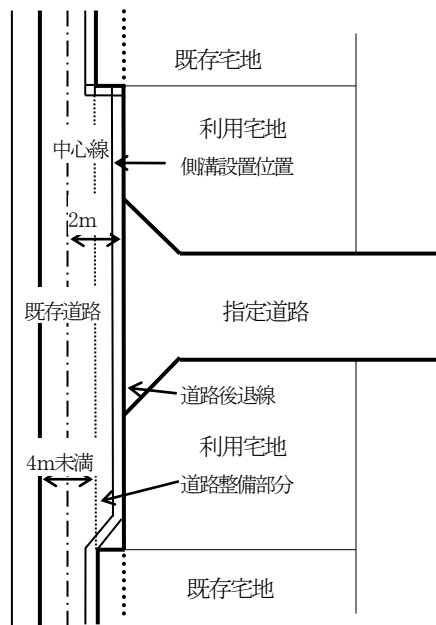 既存宅地
利用宅地
中心線
側溝設置位置
2m
既存道路
指定道路
道路後退線
利用宅地
4m未満
道路整備部分
既存宅地